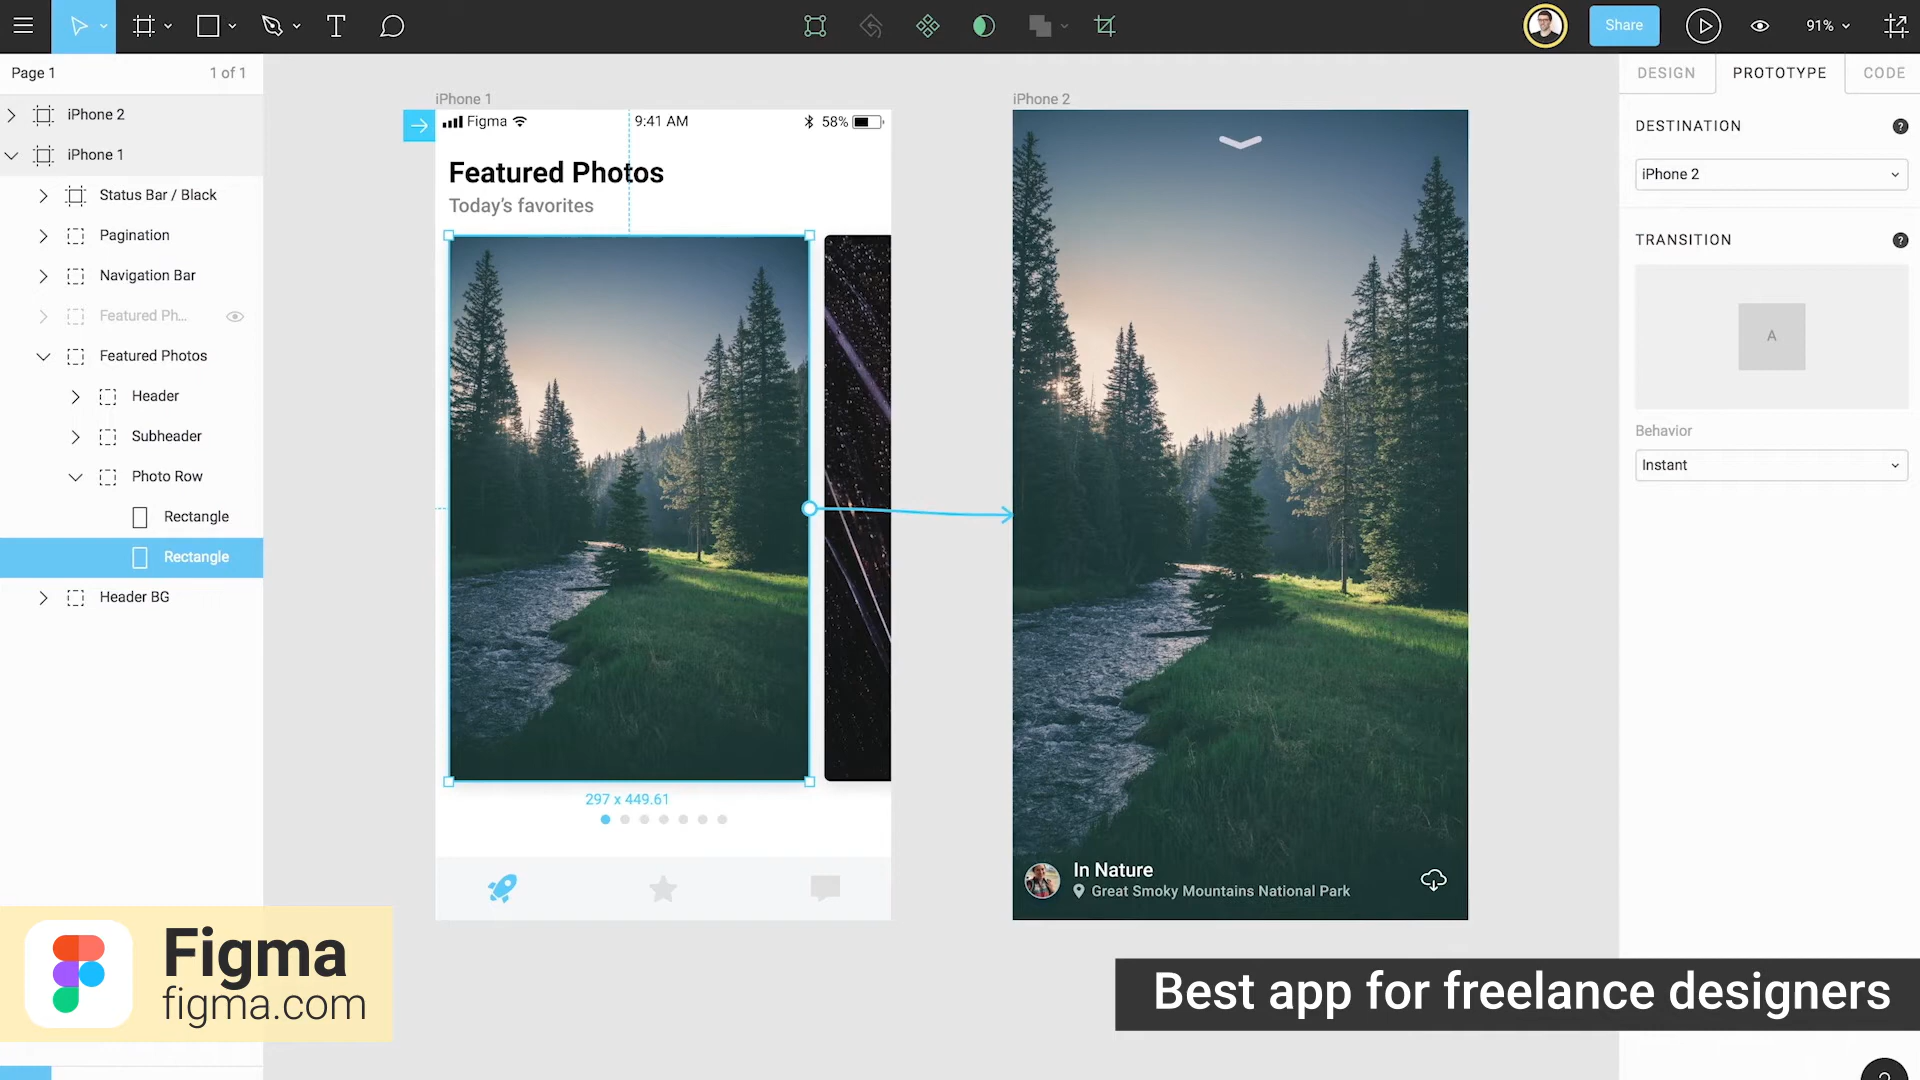 Share
91%
Page 1
1 of 1
iPhone 2
iPhone 1
Status Bar / Black
Pagination
Navigation Bar
Featured Ph...
Featured Photos
Header
Subheader
Photo Row
Rectangle
Rectangle
Header BG
iPhone 1
Figma
9:41 AM
58%
Featured Photos
Today's favorites
297 x 449.61
iPhone 2
In Nature
Great Smoky Mountains National Park
DESIGN
PROTOTYPE
CODE
DESTINATION
?
iPhone 2
TRANSITION
?
A
Behavior
Instant
Figma
figma.com
Best app for freelance designers
?